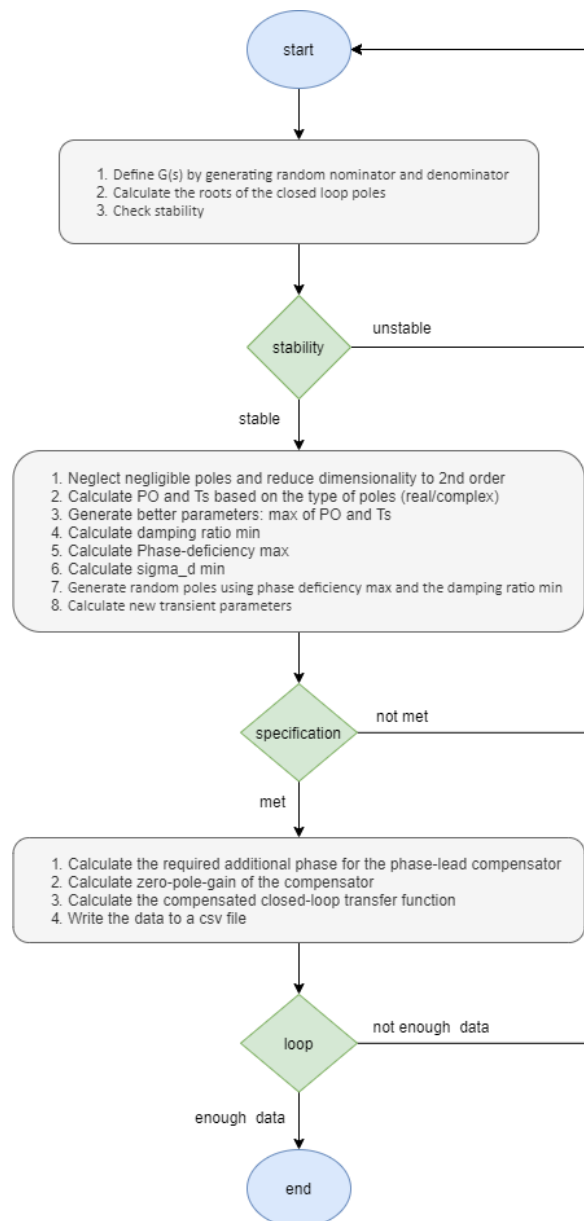 start
1. Define G(s) by generating random nominator and denominator
2. Calculate the roots of the closed loop poles
3. Check stability
stability
unstable
stable
1. Neglect negligible poles and reduce dimensionality to 2nd order
2. Calculate PO and Ts based on the type of poles (real/complex)
3. Generate better parameters: max of PO and Ts
4. Calculate damping ratio min
5. Calculate Phase-deficiency max
6. Calculate sigma_d min
7. Generate random poles using phase deficiency max and the damping ratio min
8. Calculate new transient parameters
specification
not met
met
1. Calculate the required additional phase for the phase-lead compensator
2. Calculate zero-pole-gain of the compensator
3. Calculate the compensated closed-loop transfer function
4. Write the data to a csv file
loop
not enough data
enough data
end